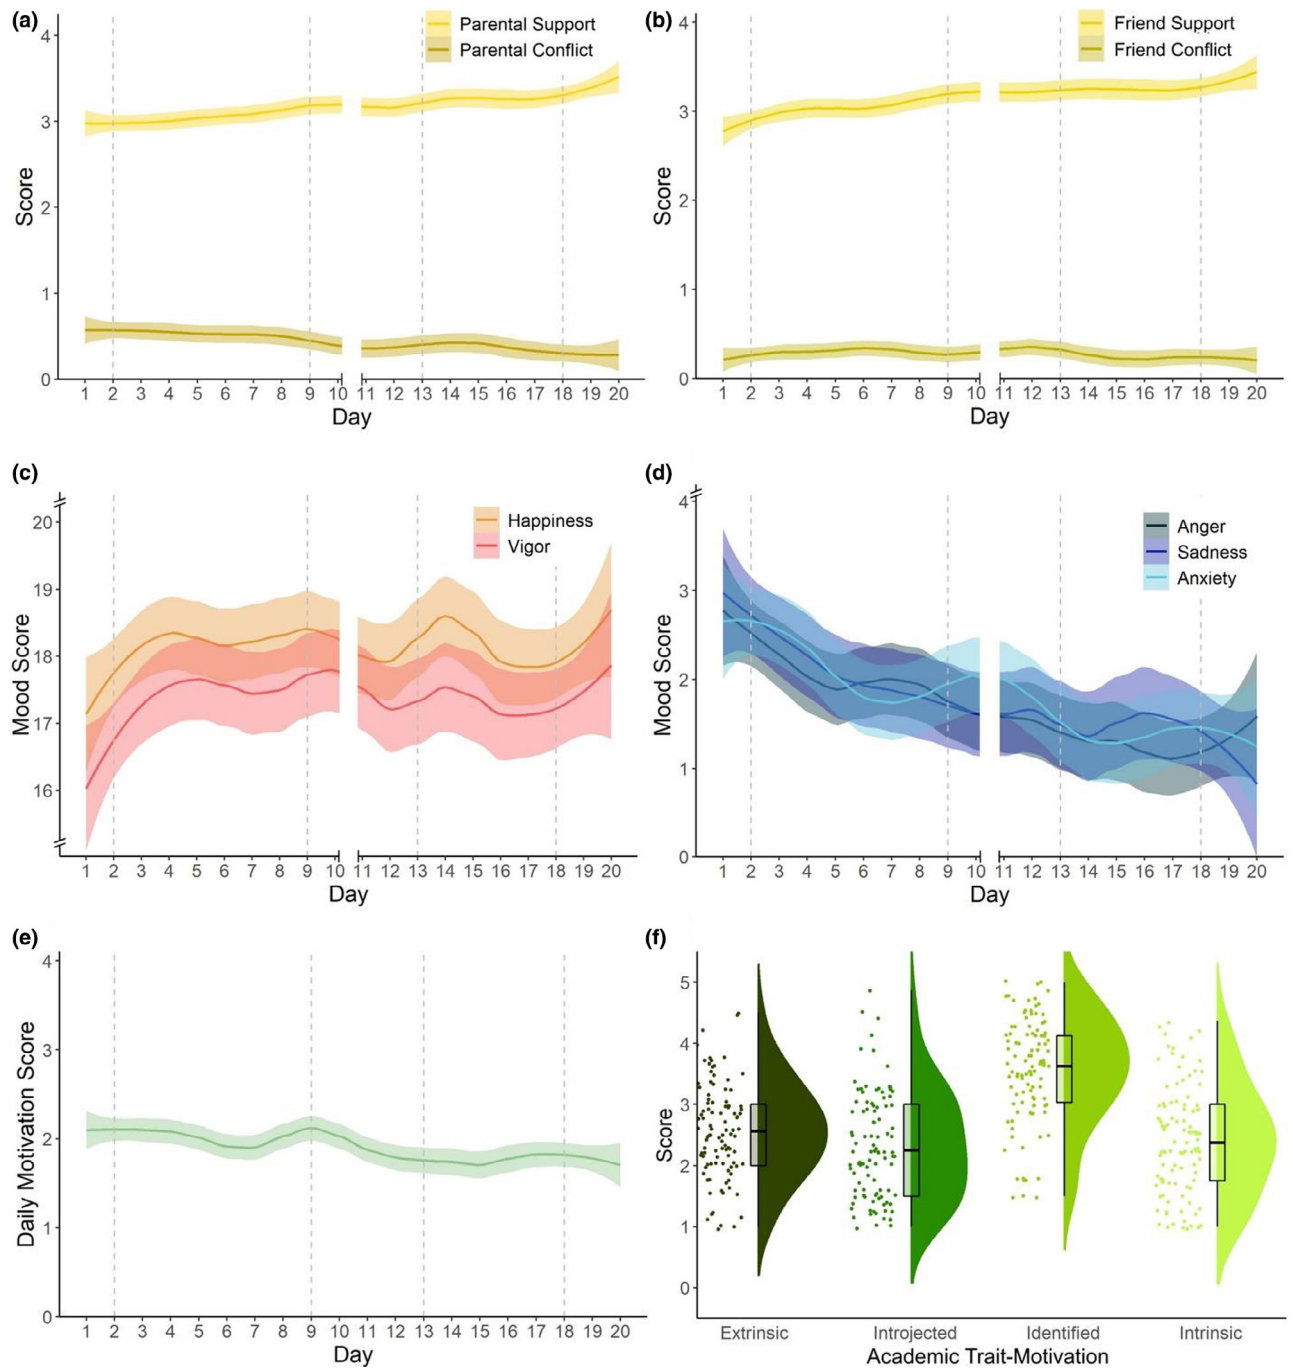 (a)
Parental Support
Parental Conflict
4
3
2
1
0
Score
1 2 3 4 5 6 7 8 9 10 11 12 13 14 15 16 17 18 19 20
Day
(b)
Friend Support
Friend Conflict
4
3
2
1
0
Score
1 2 3 4 5 6 7 8 9 10 11 12 13 14 15 16 17 18 19 20
Day
(c)
Happiness
Vigor
20
19
18
17
16
Mood Score
1 2 3 4 5 6 7 8 9 10 11 12 13 14 15 16 17 18 19 20
Day
(d)
Anger
Sadness
Anxiety
4
3
2
1
0
Mood Score
1 2 3 4 5 6 7 8 9 10 11 12 13 14 15 16 17 18 19 20
Day
(e)
4
3
2
1
0
Daily Motivation Score
1 2 3 4 5 6 7 8 9 10 11 12 13 14 15 16 17 18 19 20
Day
(f)
5
4
3
2
1
0
Score
Extrinsic Introjected Identified Intrinsic
Academic Trait-Motivation